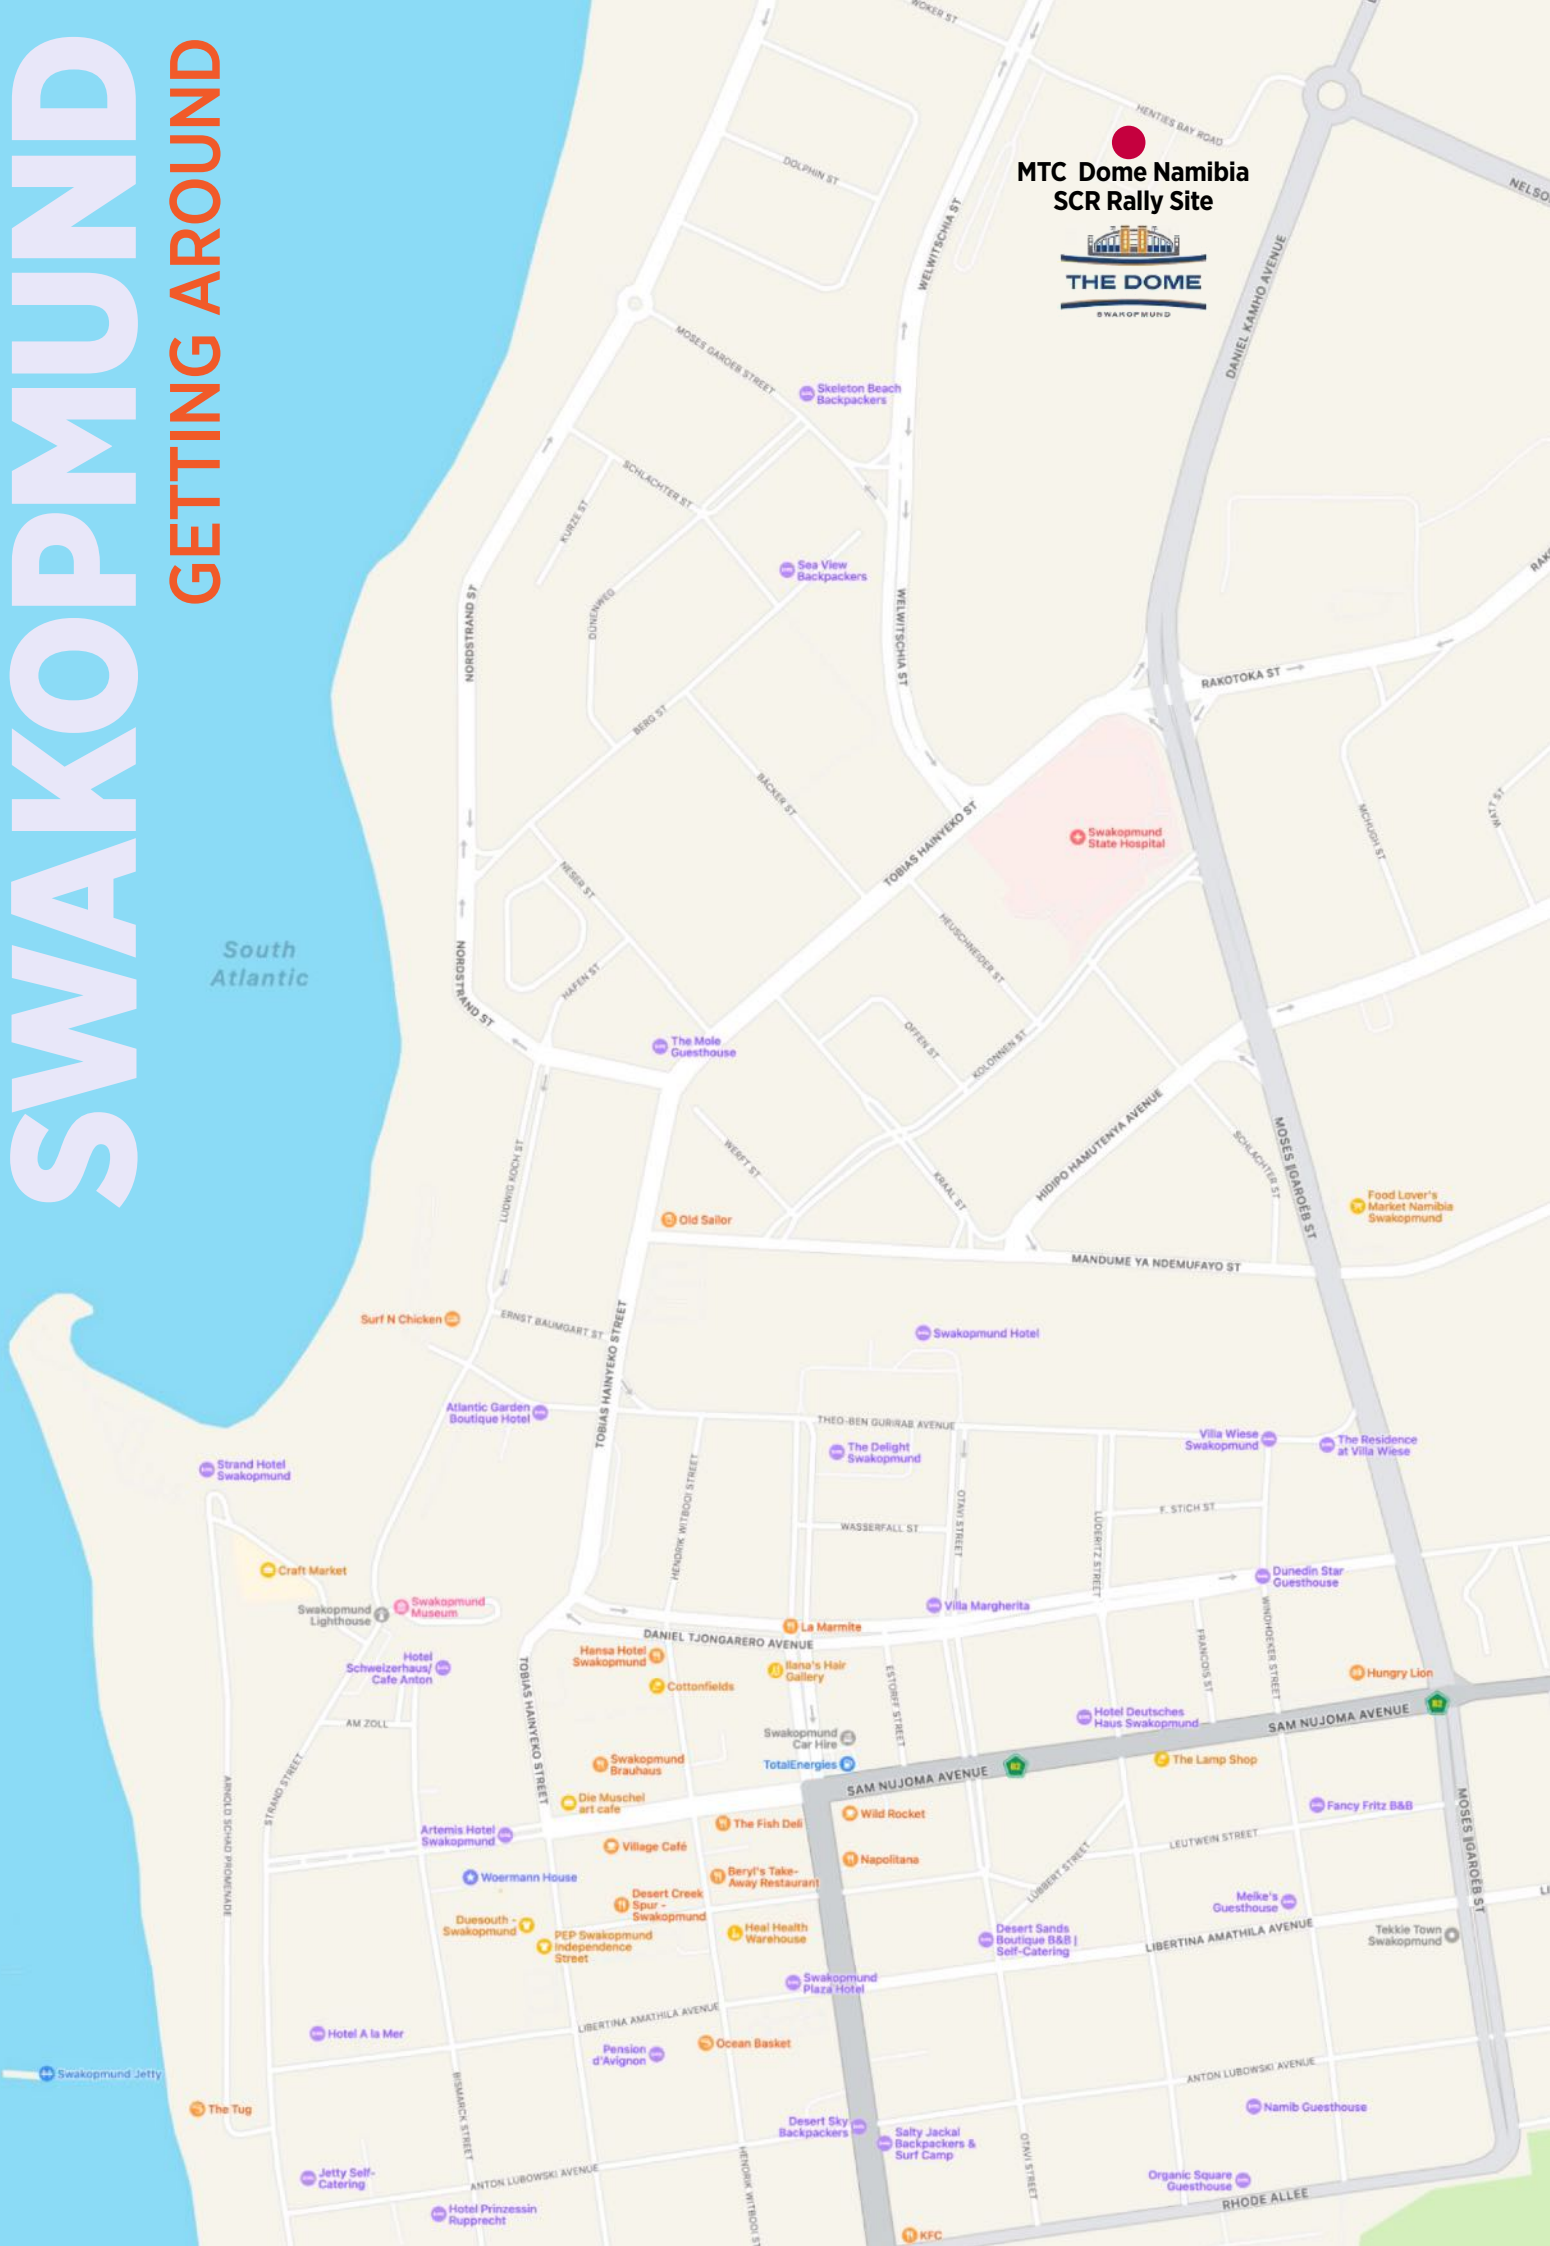 SWAKOPMUND
GETTING AROUND
WOKER ST
HENTIES BAY ROAD
MTC Dome Namibia
SCR Rally Site
THE DOME
SWAKOPMUND
DOLPHIN ST
WELWITSCHIA ST
DANIEL KAMHO AVENUE
NELSO
MOSES GAROEB STREET
Skeleton Beach
Backpackers
SCHLACHTER ST
KURZE ST
Sea View
Backpackers
DÜNENWEG
NORDSTRAND ST
WELWITSCHIA ST
RAK
RAKOTOKA ST
BERG ST
BÄCKER ST
TOBIAS HAINYEKO ST
Swakopmund
State Hospital
MCHUGH ST
WATT ST
NESER ST
HEUSCHNEIDER ST
South
Atlantic
NORDSTRAND ST
HAFEN ST
The Mole
Guesthouse
OFFEN ST
KOLONNEN ST
WERFT ST
KRAAL ST
HIDIPO HAMUTENYA AVENUE
SCHLACHTER ST
MOSES ǁGAROËB ST
LUDWIG KOCH ST
Food Lover's
Market Namibia
Swakopmund
Old Sailor
MANDUME YA NDEMUFAYO ST
Surf N Chicken
ERNST BAUMGART ST
TOBIAS HAINYEKO STREET
Swakopmund Hotel
Atlantic Garden
Boutique Hotel
THEO-BEN GURIRAB AVENUE
The Delight
Swakopmund
Villa Wiese
Swakopmund
The Residence
at Villa Wiese
Strand Hotel
Swakopmund
HENDRIK WITBOOI STREET
WASSERFALL ST
OTAVI STREET
LÜDERITZ STREET
F. STICH ST
Craft Market
Dunedin Star
Guesthouse
Swakopmund
Lighthouse
Swakopmund
Museum
Villa Margherita
La Marmite
DANIEL TJONGARERO AVENUE
WINDHOEKER STREET
FRANCOIS ST
Hansa Hotel
Swakopmund
Ilana's Hair
Gallery
Hotel
Schweizerhaus/
Cafe Anton
Cottonfields
ESTORFF STREET
Hungry Lion
TOBIAS HAINYEKO STREET
AM ZOLL
Swakopmund
Car Hire
Hotel Deutsches
Haus Swakopmund
SAM NUJOMA AVENUE
B2
Swakopmund
Brauhaus
TotalEnergies
SAM NUJOMA AVENUE
B2
The Lamp Shop
STRAND STREET
ARNOLD SCHAD PROMENADE
Die Muschel
art cafe
Wild Rocket
Fancy Fritz B&B
MOSES ǁGAROËB ST
Artemis Hotel
Swakopmund
The Fish Deli
Village Café
Napolitana
LEUTWEIN STREET
LÜBBERT STREET
Woermann House
Beryl's Take-
Away Restaurant
Desert Creek
Spur -
Swakopmund
Meike's
Guesthouse
LI
Duesouth -
Swakopmund
PEP Swakopmund
Independence
Street
Heal Health
Warehouse
Desert Sands
Boutique B&B |
Self-Catering
LIBERTINA AMATHILA AVENUE
Tekkie Town
Swakopmund
Swakopmund
Plaza Hotel
LIBERTINA AMATHILA AVENUE
Hotel A la Mer
Pension
d'Avignon
Ocean Basket
Swakopmund Jetty
BISMARCK STREET
ANTON LUBOWSKI AVENUE
The Tug
Namib Guesthouse
Desert Sky
Backpackers
Salty Jackal
Backpackers &
Surf Camp
OTAVI STREET
Jetty Self-
Catering
ANTON LUBOWSKI AVENUE
HENDRIK WITBOOI ST
Organic Square
Guesthouse
RHODE ALLEE
Hotel Prinzessin
Rupprecht
KFC